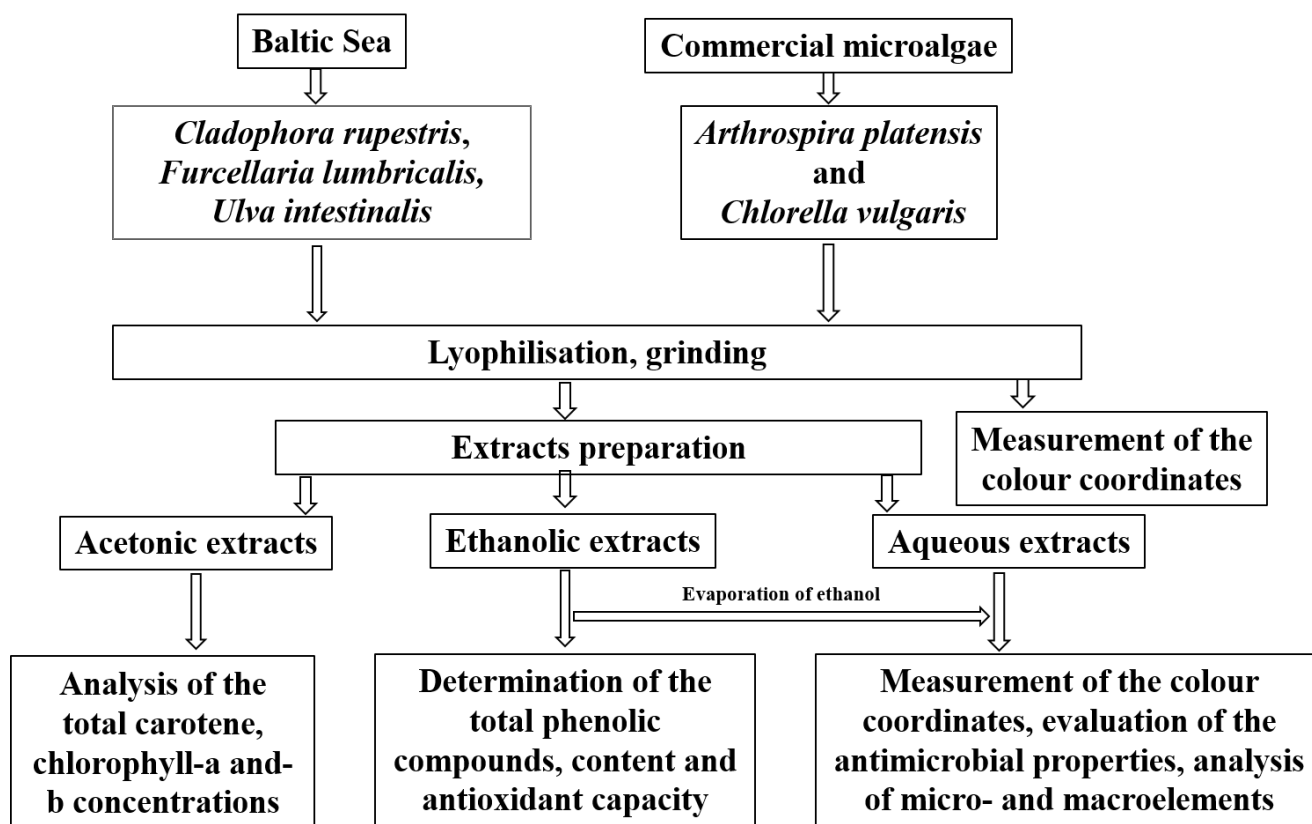 Baltic Sea
Commercial microalgae
Cladophora rupestris,
Furcellaria lumbricalis,
Ulva intestinalis
Arthrospira platensis
and
Chlorella vulgaris
Lyophilisation, grinding
Measurement of the
colour coordinates
Extracts preparation
Acetonic extracts
Ethanolic extracts
Aqueous extracts
Evaporation of ethanol
Analysis of the
total carotene,
chlorophyll-a and-
b concentrations
Determination of the
total phenolic
compounds, content and
antioxidant capacity
Measurement of the colour
coordinates, evaluation of the
antimicrobial properties, analysis
of micro- and macroelements